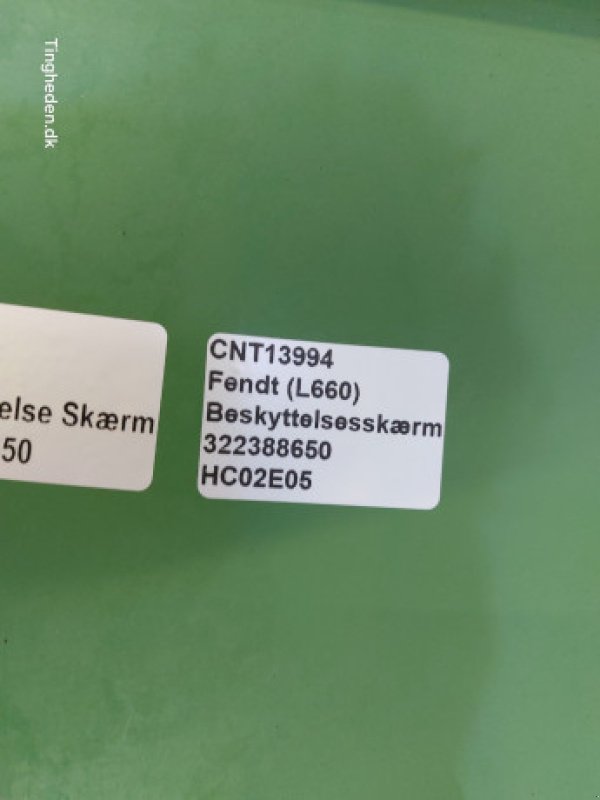 Tingheden.dk
else Skærm
50
CNT13994
Fendt (L660)
Beskyttelsesskærm
322388650
HC02E05